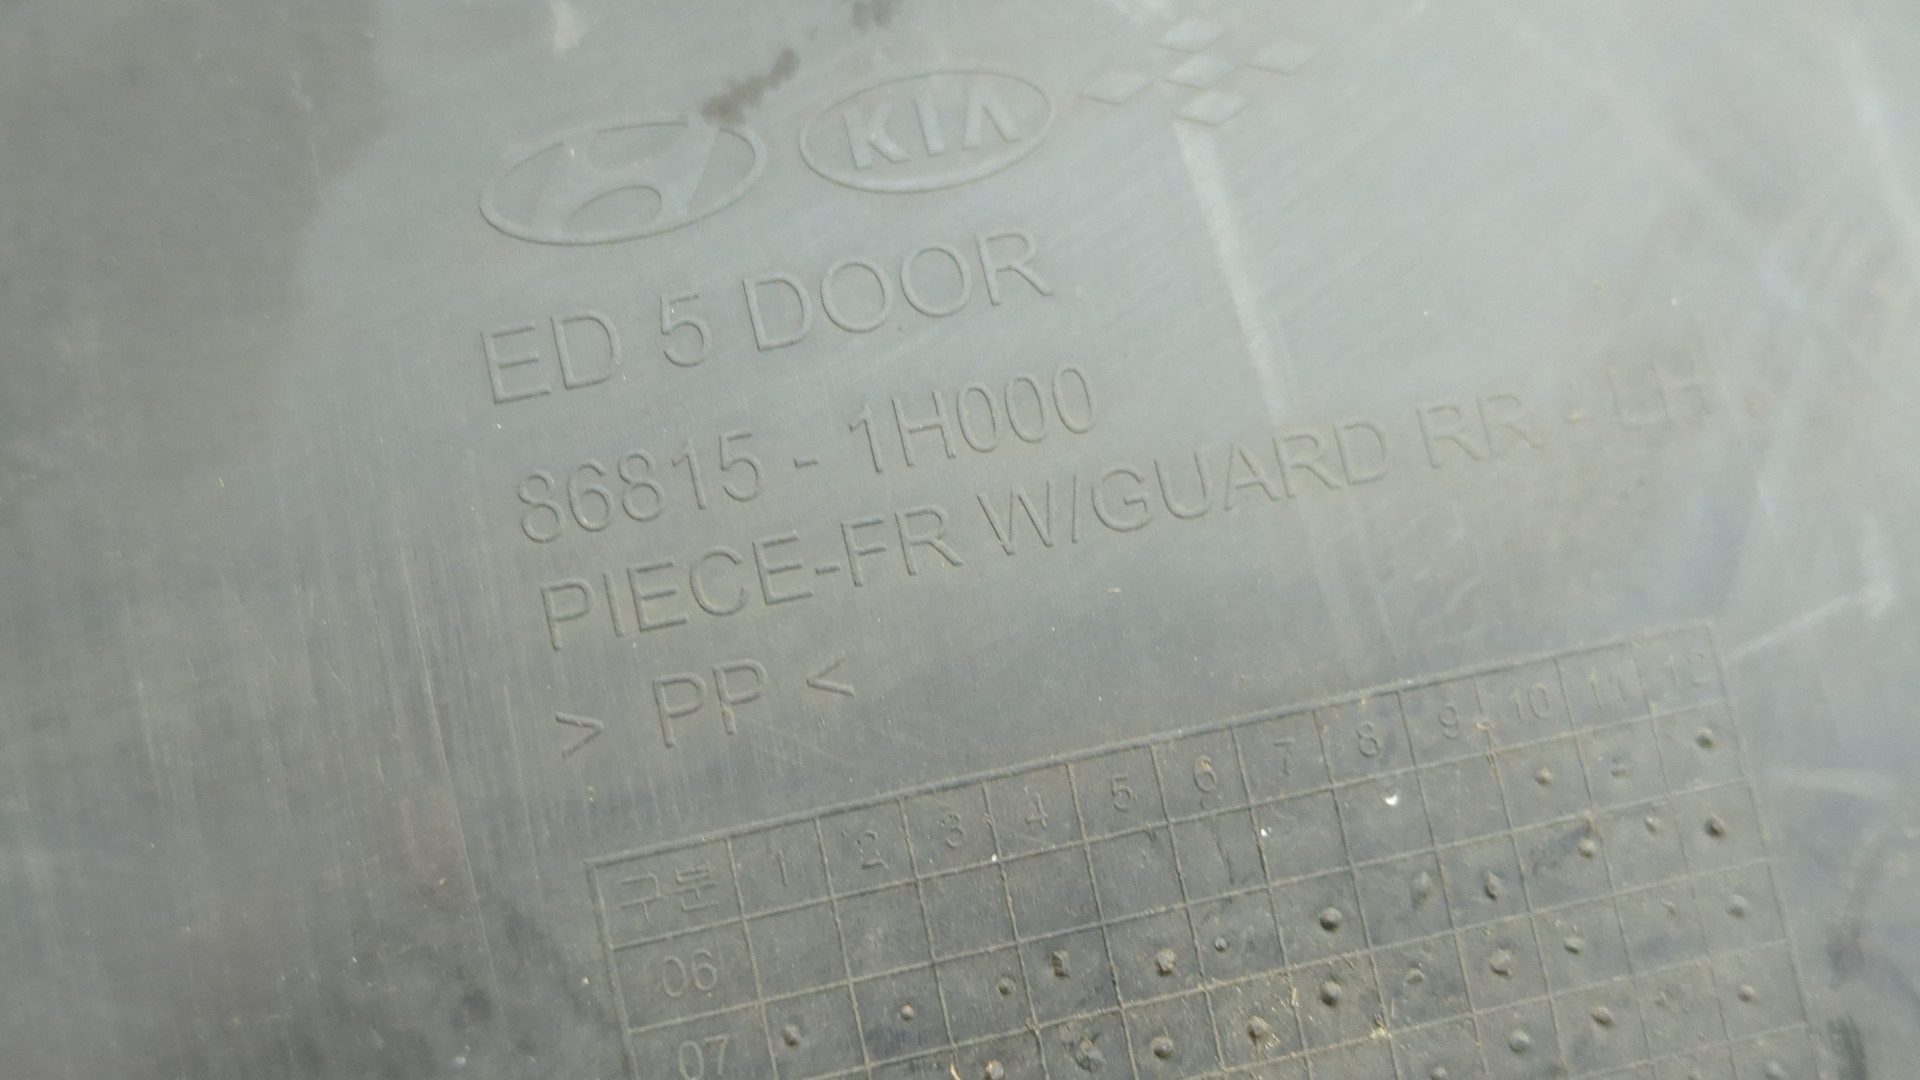 KIA
ED 5 DOOR
86815 - 1H000
PIECE-FR W/GUARD RR - LH
> PP <
구분 1 2 3 4 5 6 7 8 9 10 11 12
06
07